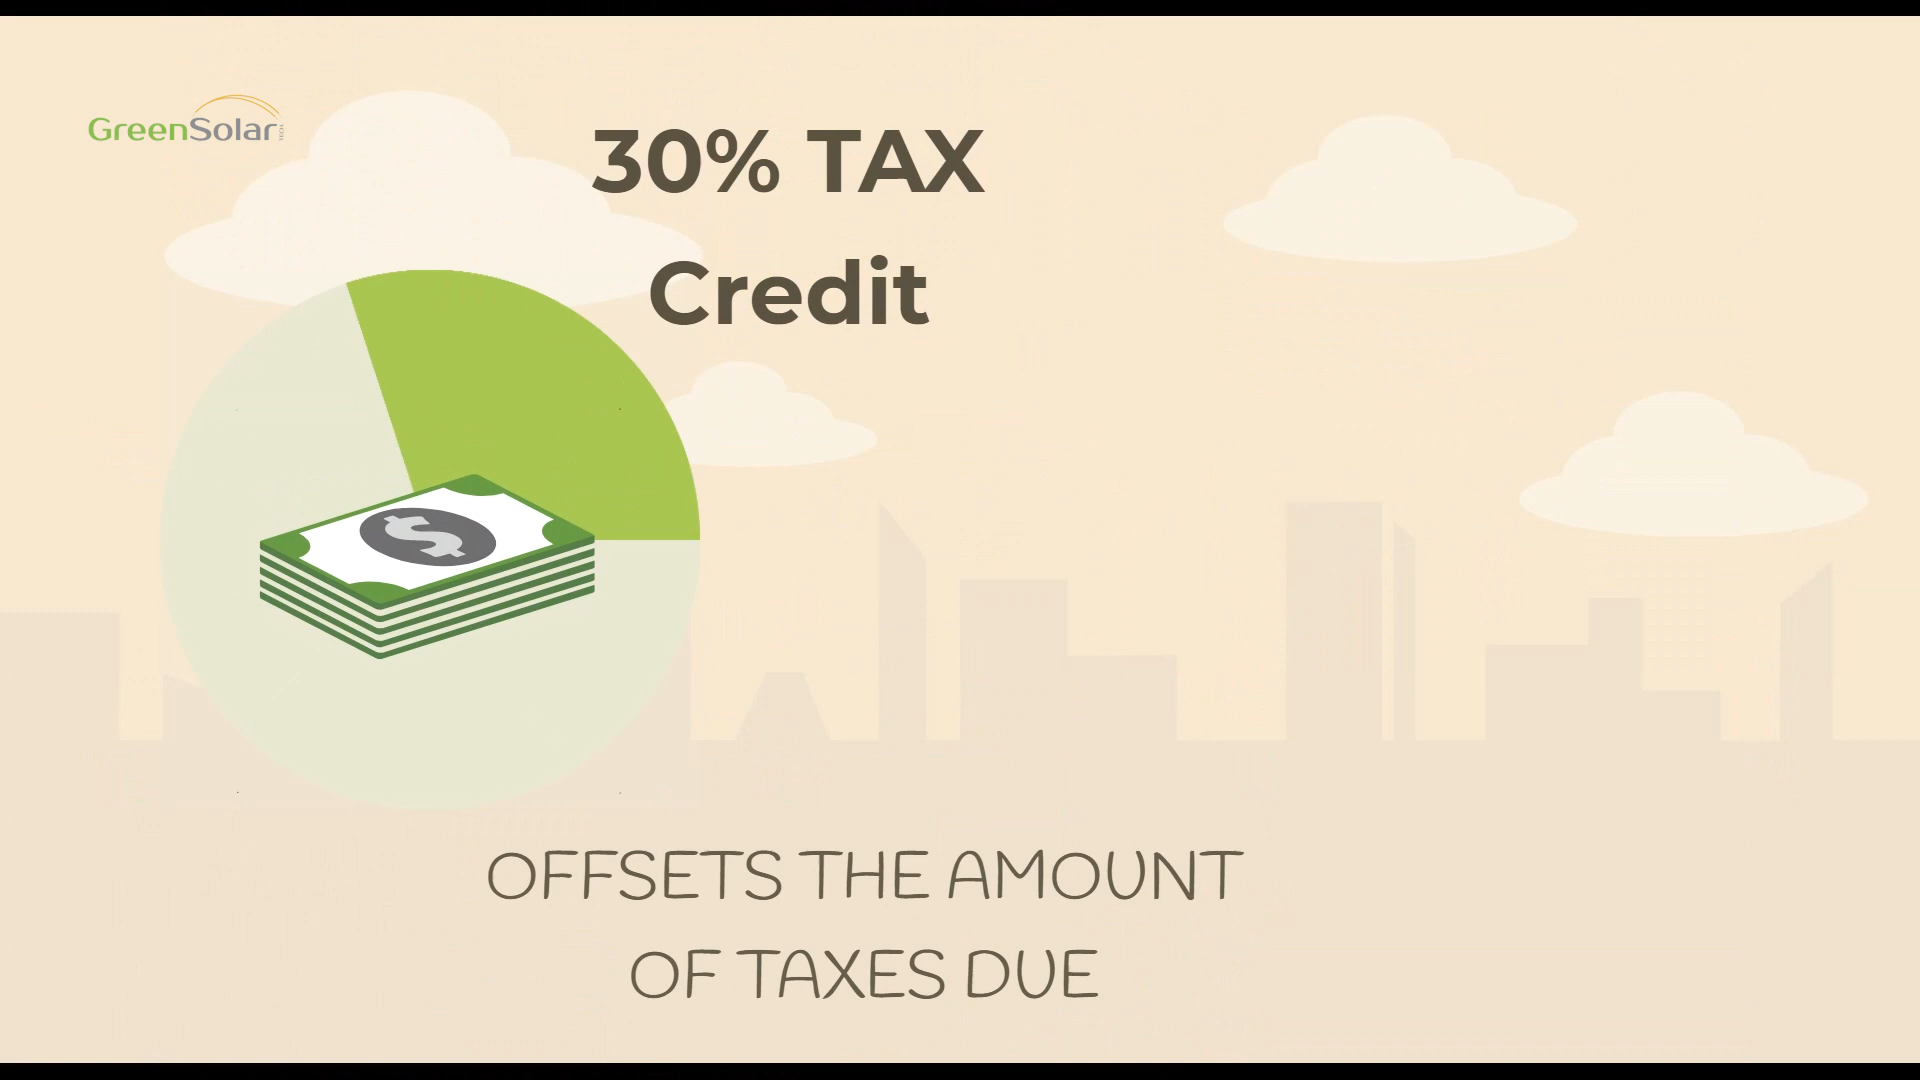 GreenSolar
30% TAX
Credit
$
OFFSETS THE AMOUNT
OF TAXES DUE